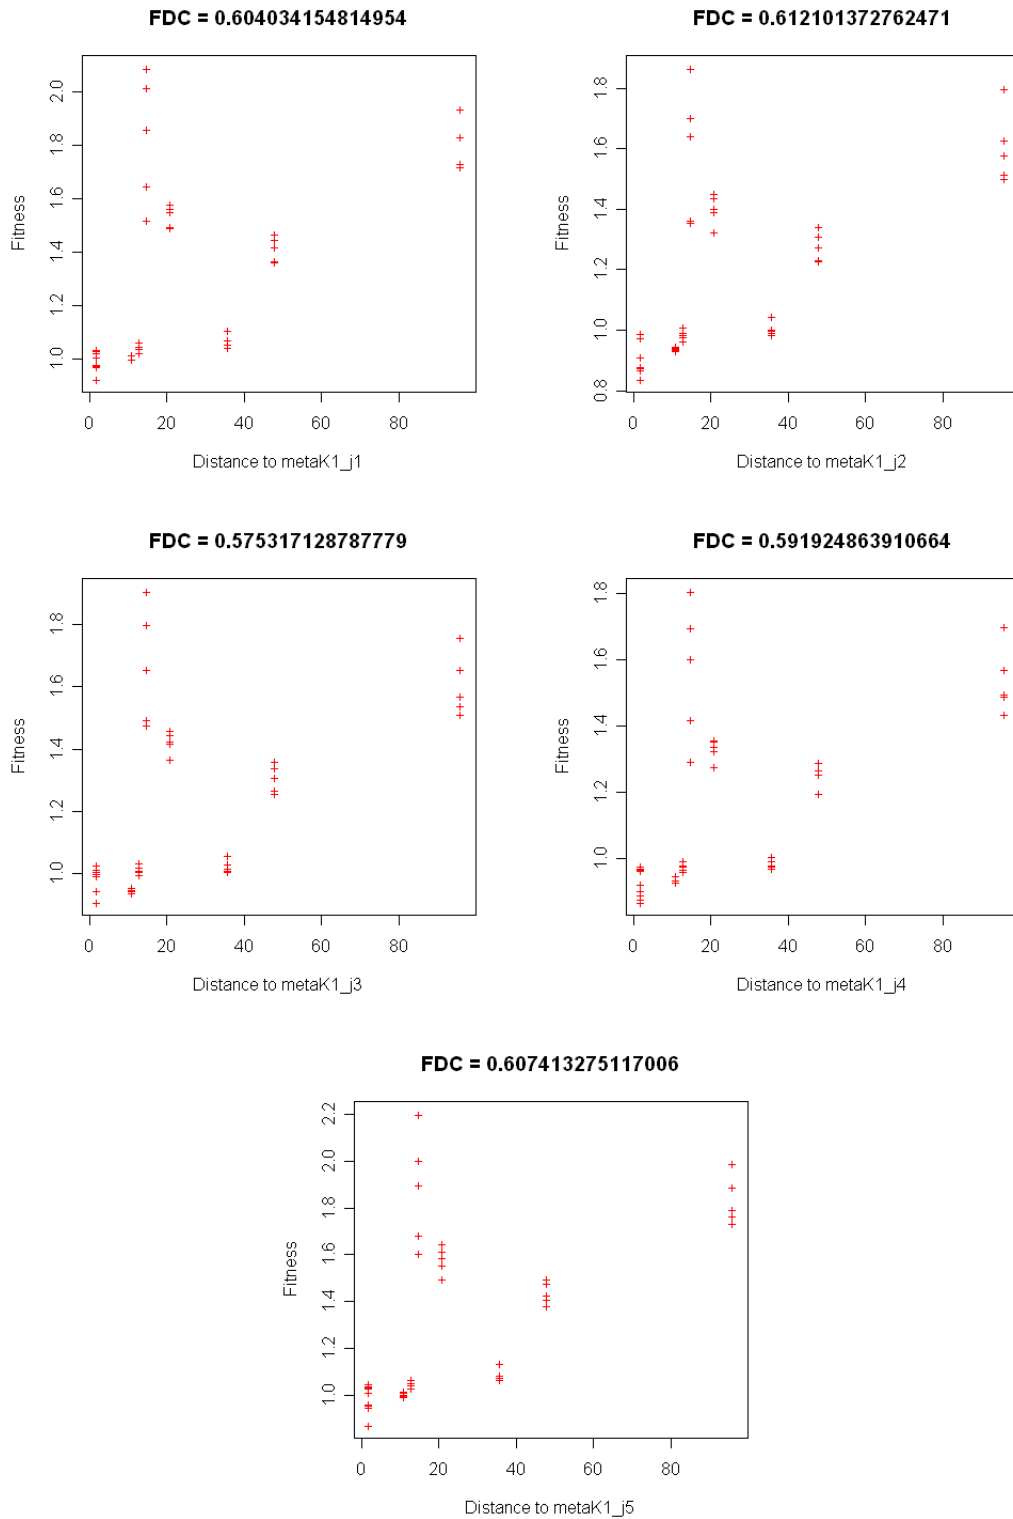 FDC = 0.604034154814954
FDC = 0.612101372762471
Fitness
1.0 1.2 1.4 1.6 1.8 2.0
0 20 40 60 80
Distance to metaK1_j1
Fitness
0.8 1.0 1.2 1.4 1.6 1.8
0 20 40 60 80
Distance to metaK1_j2
FDC = 0.575317128787779
FDC = 0.591924863910664
Fitness
1.0 1.2 1.4 1.6 1.8
0 20 40 60 80
Distance to metaK1_j3
Fitness
1.0 1.2 1.4 1.6 1.8
0 20 40 60 80
Distance to metaK1_j4
FDC = 0.607413275117006
Fitness
1.0 1.2 1.4 1.6 1.8 2.0 2.2
0 20 40 60 80
Distance to metaK1_j5